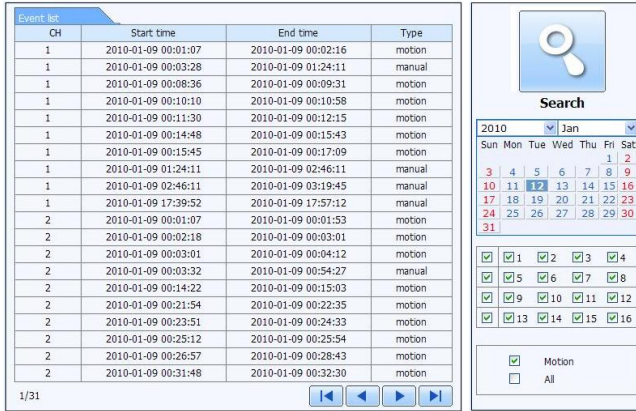 Event list
CH Start time End time Type
1 2010-01-09 00:01:07 2010-01-09 00:02:16 motion
1 2010-01-09 00:03:28 2010-01-09 01:24:11 manual
1 2010-01-09 00:08:36 2010-01-09 00:09:31 motion
1 2010-01-09 00:10:10 2010-01-09 00:10:58 motion
1 2010-01-09 00:11:30 2010-01-09 00:12:15 motion
1 2010-01-09 00:14:48 2010-01-09 00:15:43 motion
1 2010-01-09 00:15:45 2010-01-09 00:17:09 motion
1 2010-01-09 01:24:11 2010-01-09 02:46:11 manual
1 2010-01-09 02:46:11 2010-01-09 03:19:45 manual
1 2010-01-09 17:39:52 2010-01-09 17:57:12 manual
2 2010-01-09 00:01:07 2010-01-09 00:01:53 motion
2 2010-01-09 00:02:18 2010-01-09 00:03:01 motion
2 2010-01-09 00:03:01 2010-01-09 00:04:12 motion
2 2010-01-09 00:03:32 2010-01-09 00:54:27 manual
2 2010-01-09 00:14:22 2010-01-09 00:15:03 motion
2 2010-01-09 00:21:54 2010-01-09 00:22:35 motion
2 2010-01-09 00:23:51 2010-01-09 00:24:33 motion
2 2010-01-09 00:25:12 2010-01-09 00:25:54 motion
2 2010-01-09 00:26:57 2010-01-09 00:28:43 motion
2 2010-01-09 00:31:48 2010-01-09 00:32:30 motion
1/31
Search
2010 Jan
Sun Mon Tue Wed Thu Fri Sat
1 2
3 4 5 6 7 8 9
10 11 12 13 14 15 16
17 18 19 20 21 22 23
24 25 26 27 28 29 30
31
1 2 3 4
5 6 7 8
9 10 11 12
13 14 15 16
Motion
All